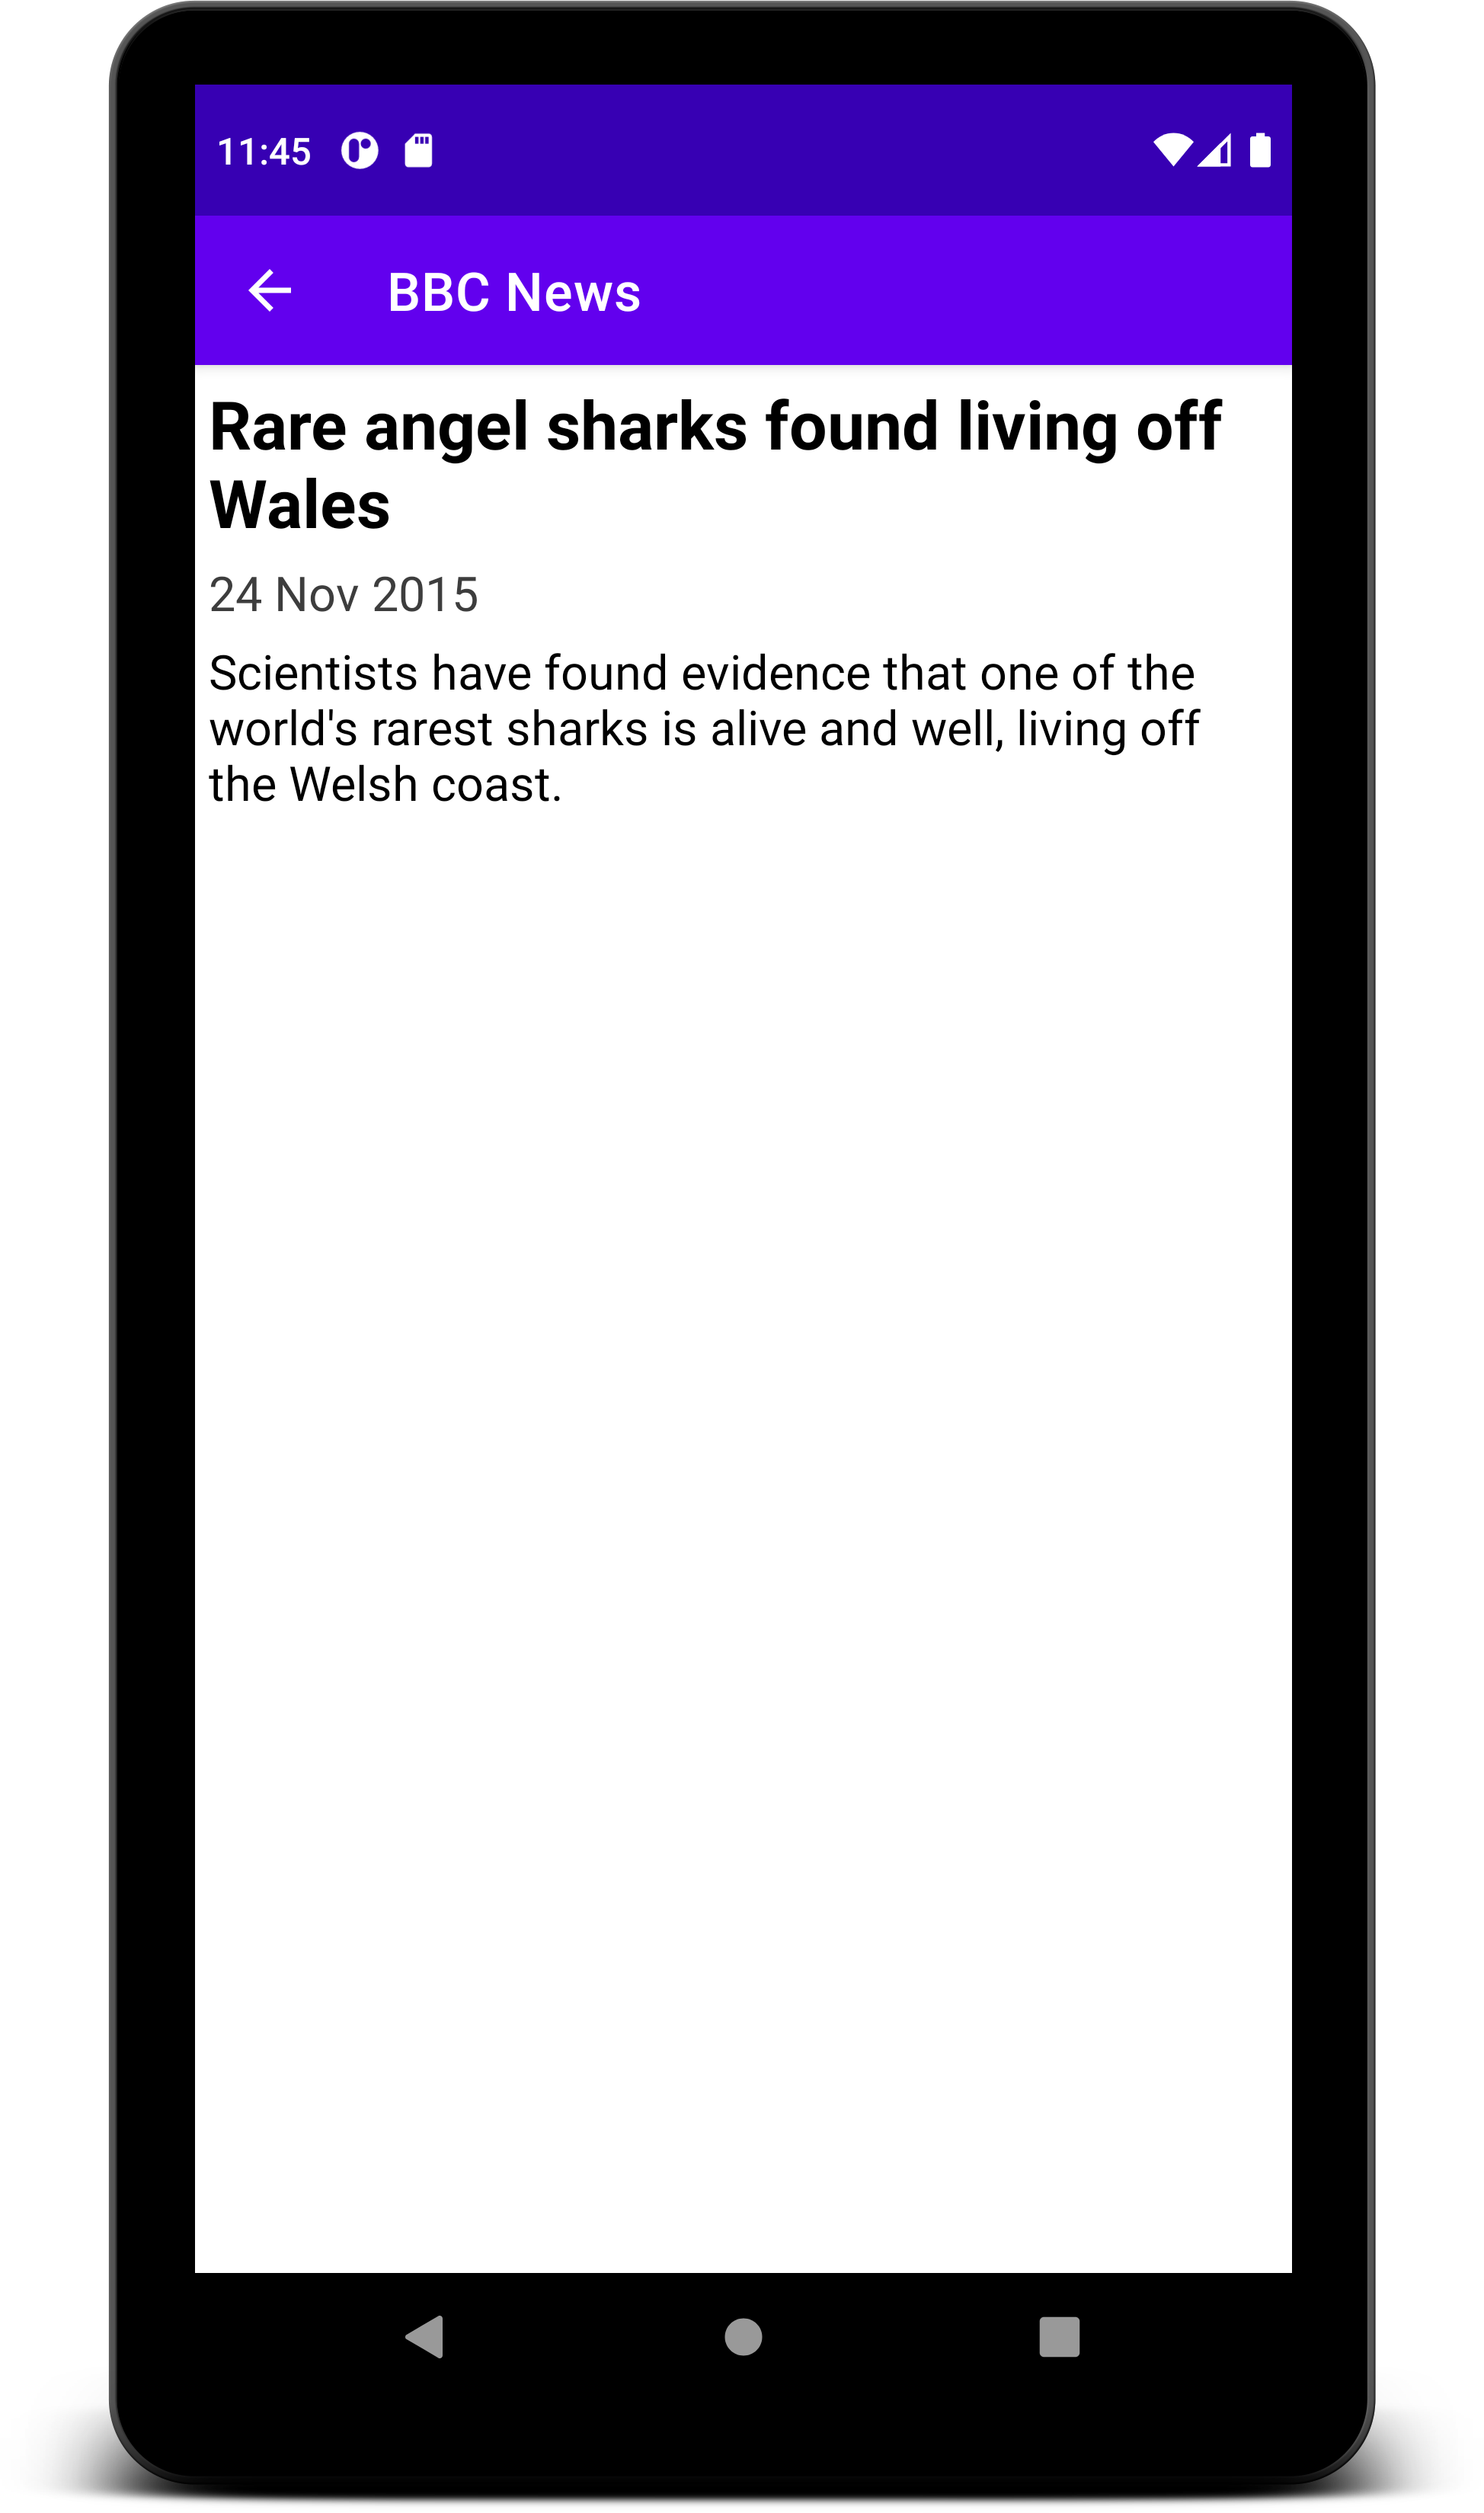 11:45
BBC News
Rare angel sharks found living off
Wales
24 Nov 2015
Scientists have found evidence that one of the
world's rarest sharks is alive and well, living off
the Welsh coast.